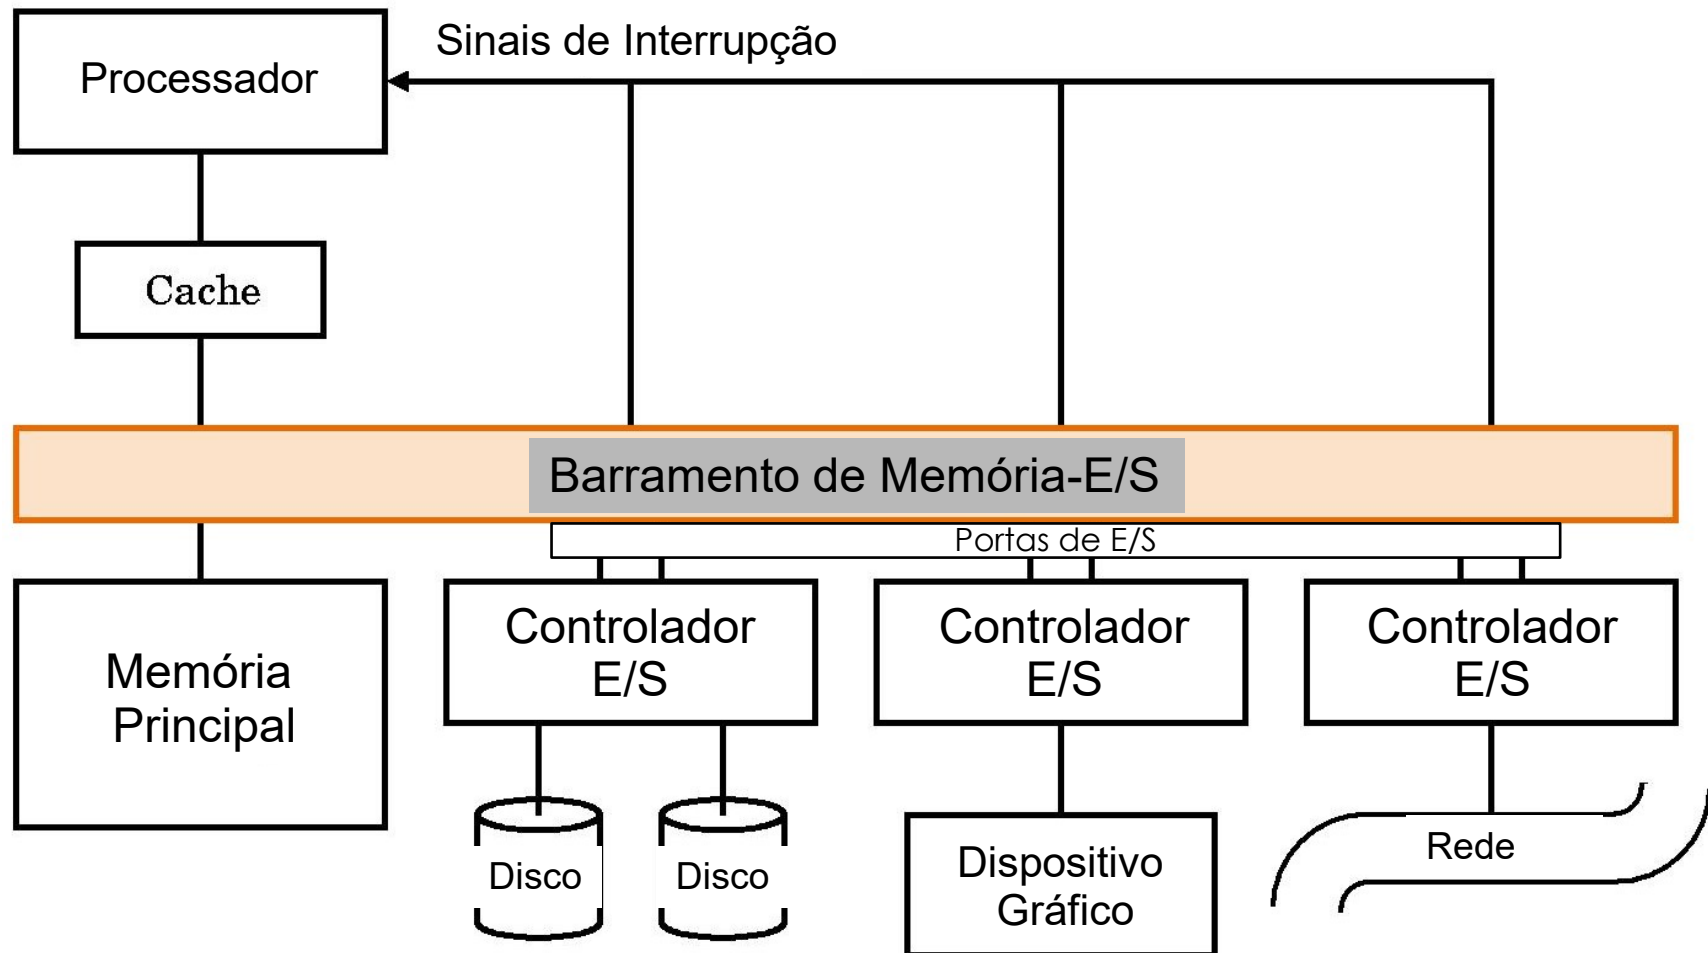 Sinais de Interrupção
Processador
Cache
Barramento de Memória-E/S
Portas de E/S
Memória
Principal
Controlador
E/S
Controlador
E/S
Controlador
E/S
Disco
Disco
Dispositivo
Gráfico
Rede